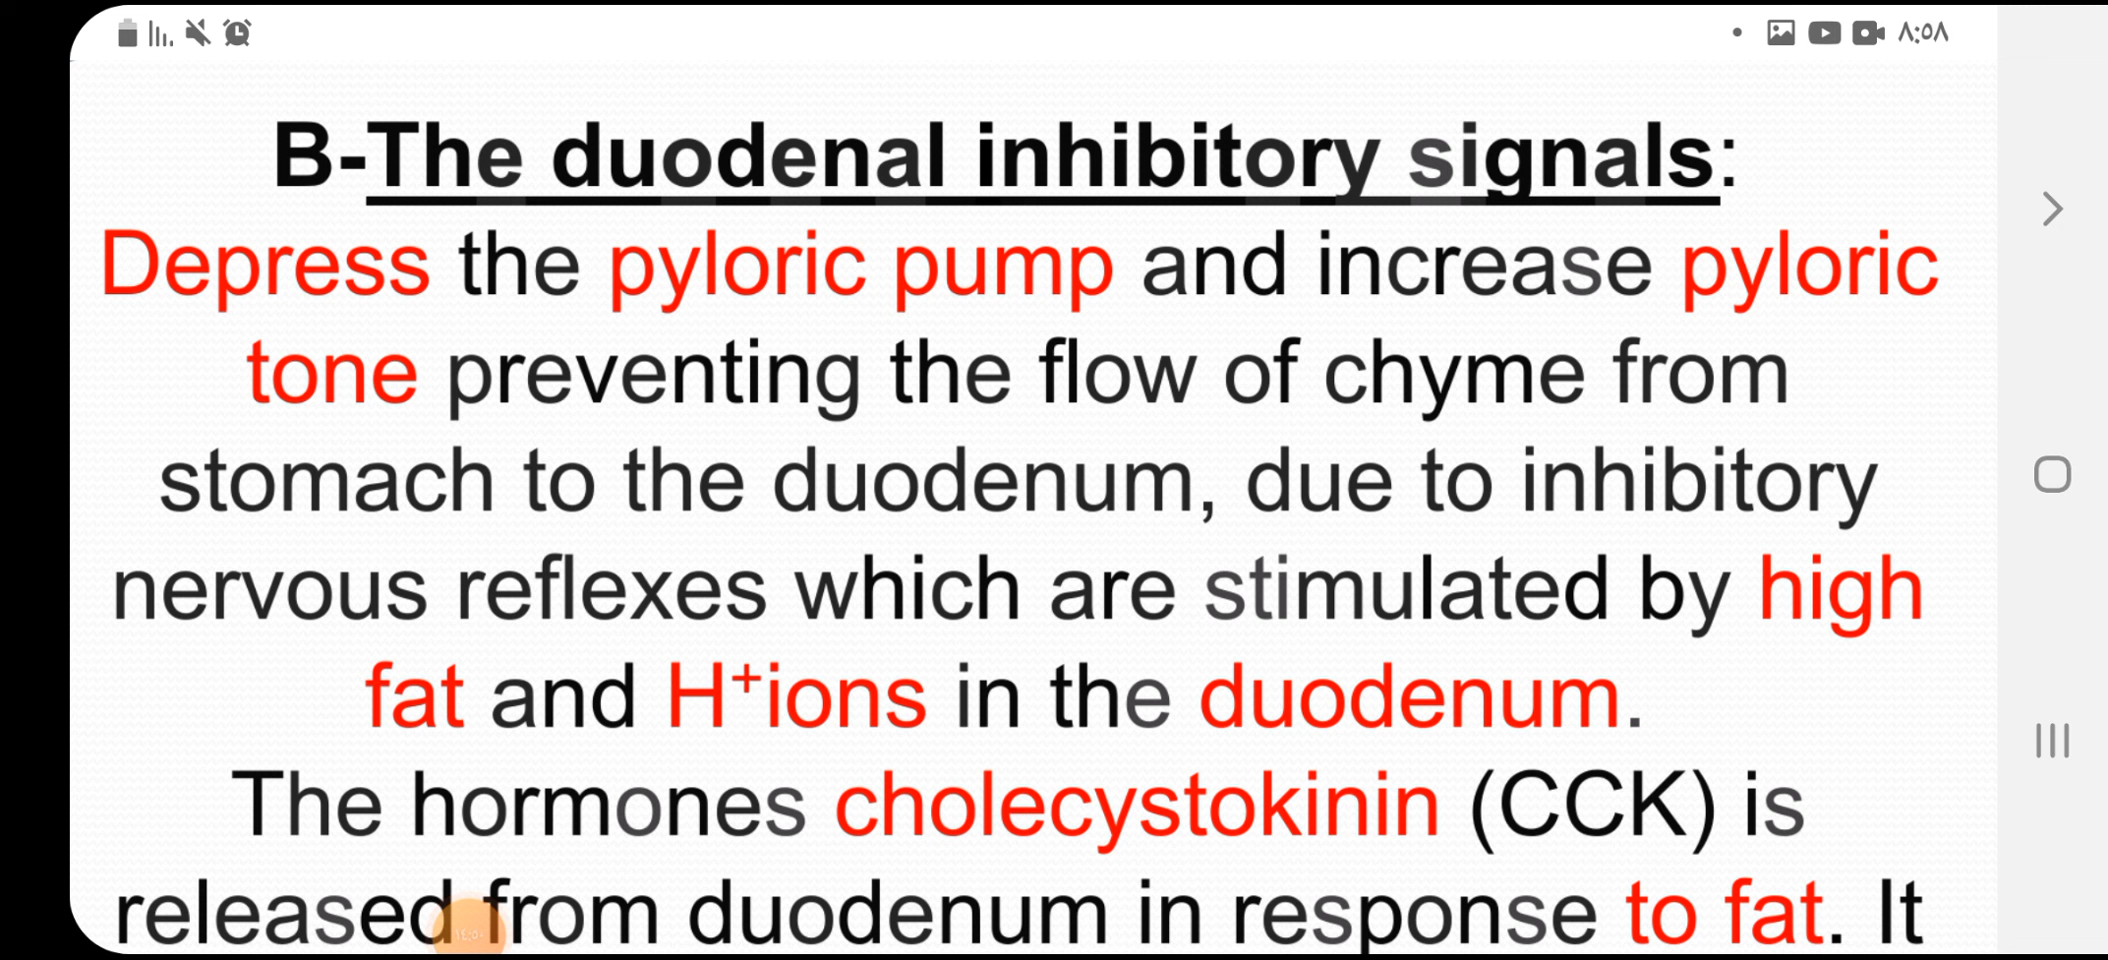 ٨:٥٨
B-The duodenal inhibitory signals:
Depress the pyloric pump and increase pyloric
tone preventing the flow of chyme from
stomach to the duodenum, due to inhibitory
nervous reflexes which are stimulated by high
fat and H⁺ions in the duodenum.
The hormones cholecystokinin (CCK) is
released from duodenum in response to fat. It